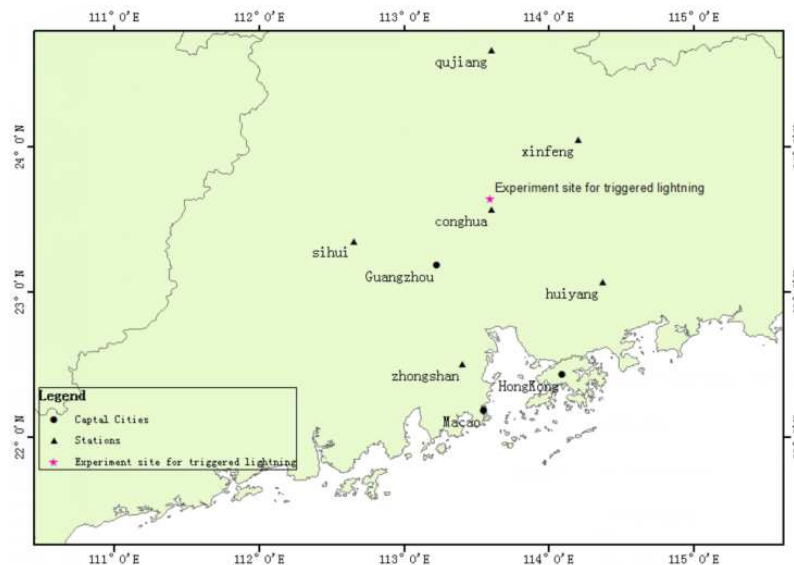 111° 0'E 112° 0'E 113° 0'E 114° 0'E 115° 0'E
qujiang
24° 0'N
xinfeng
Experiment site for triggered lightning
conghua
sihui
Guangzhou
23° 0'N
huiyang
zhongshan
HongKong
Macao
22° 0'N
Legend
Captal Cities
Stations
Experiment site for triggered lightning
111° 0'E 112° 0'E 113° 0'E 114° 0'E 115° 0'E